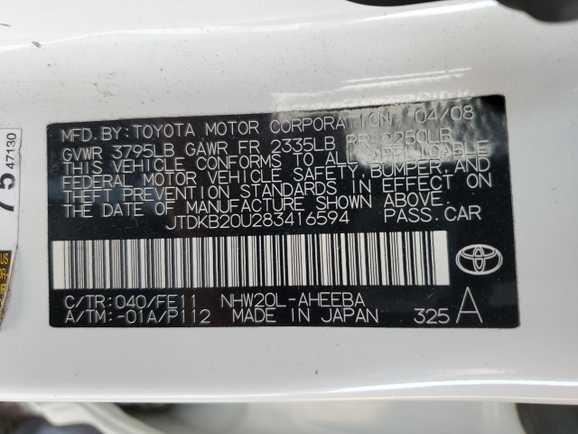 MFD. BY: TOYOTA MOTOR CORPORATION 04/08
GVWR 3795LB GAWR FR 2335LB RR 2250LB
THIS VEHICLE CONFORMS TO ALL APPLICABLE
FEDERAL MOTOR VEHICLE SAFETY, BUMPER, AND
THEFT PREVENTION STANDARDS IN EFFECT ON
THE DATE OF MANUFACTURE SHOWN ABOVE.
JTDKB20U283416594 PASS. CAR
C/TR: 040/FE11 NHW20L-AHEEBA
A/TM: -01A/P112 MADE IN JAPAN 325 A
47130